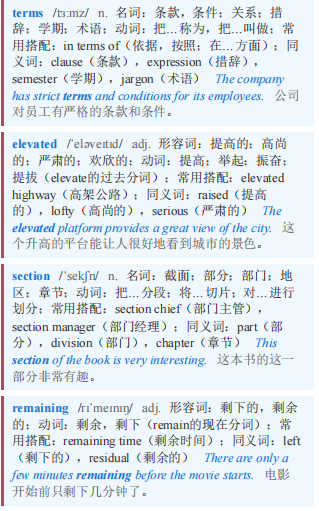 terms /tɜːmz/ n. 名词：条款，条件；关系；措
辞；学期；术语；动词：把…称为，把…叫做；常
用搭配：in terms of（依据，按照；在…方面）；同
义词：clause（条款），expression（措辞），
semester（学期），jargon（术语） The company
has strict terms and conditions for its employees. 公司
对员工有严格的条款和条件。
elevated /ˈeləveɪtɪd/ adj. 形容词：提高的；高尚
的；严肃的；欢欣的；动词：提高；举起；振奋；
提拔（elevate的过去分词）；常用搭配：elevated
highway（高架公路）；同义词：raised（提高
的），lofty（高尚的），serious（严肃的） The
elevated platform provides a great view of the city. 这
个升高的平台能让人很好地看到城市的景色。
section /ˈsekʃn/ n. 名词：截面；部分；部门；地
区；章节；动词：把…分段；将…切片；对…进行
划分；常用搭配：section chief（部门主管），
section manager（部门经理）；同义词：part（部
分），division（部门），chapter（章节） This
section of the book is very interesting. 这本书的这一
部分非常有趣。
remaining /rɪˈmeɪnɪŋ/ adj. 形容词：剩下的，剩余
的；动词：剩余，剩下（remain的现在分词）；常
用搭配：remaining time（剩余时间）；同义词：left
（剩下的），residual（剩余的） There are only a
few minutes remaining before the movie starts. 电影
开始前只剩下几分钟了。